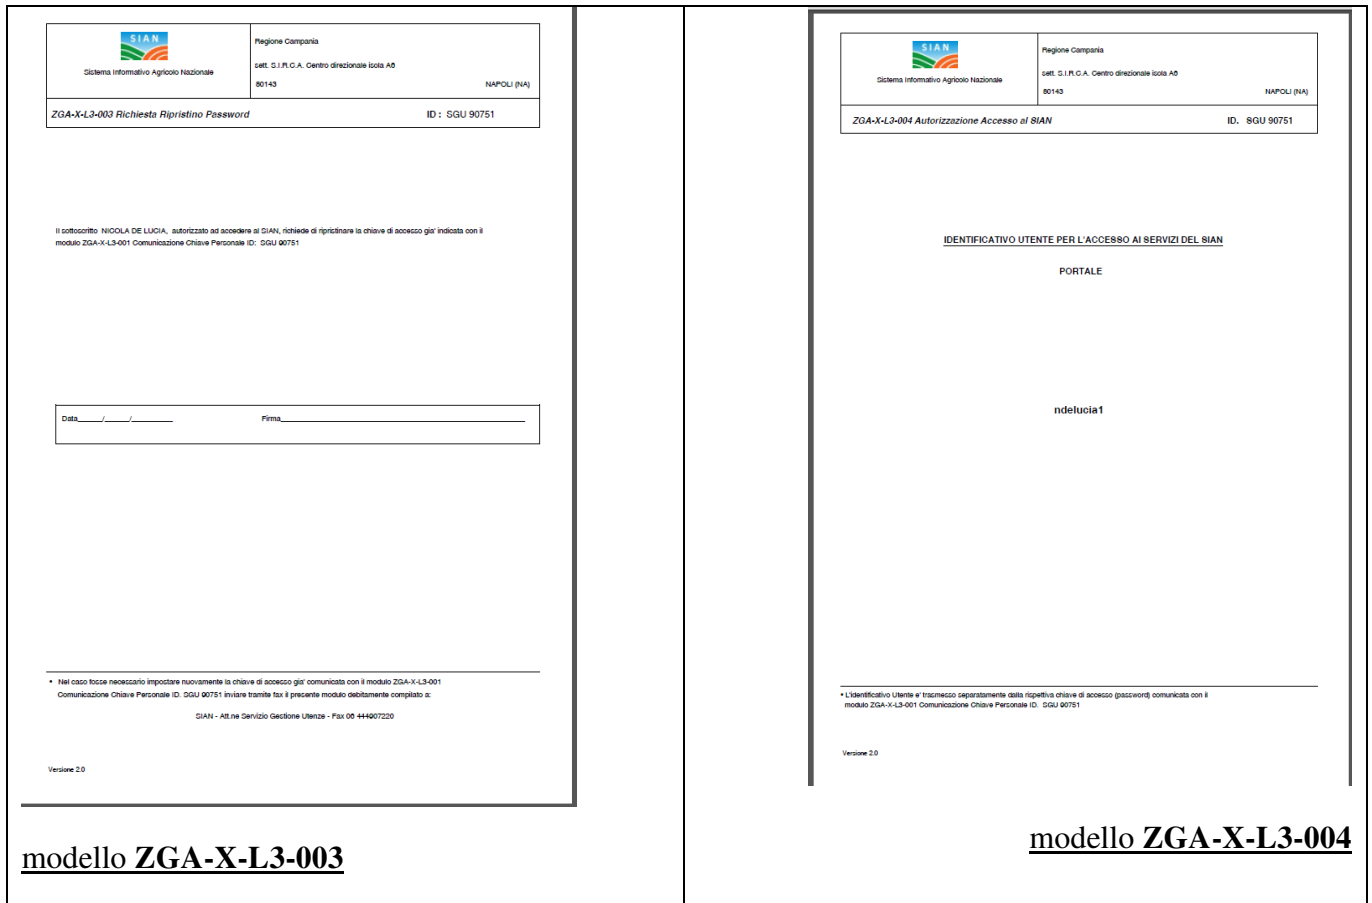 SIAN
Sistema Informativo Agricolo Nazionale
Regione Campania
sett. S.I.R.C.A. Centro direzionale isola A6
80143 NAPOLI (NA)
ZGA-X-L3-003 Richiesta Ripristino Password ID : SGU 90751
Il sottoscritto NICOLA DE LUCIA, autorizzato ad accedere al SIAN, richiede di ripristinare la chiave di accesso gia' indicata con il
modulo ZGA-X-L3-001 Comunicazione Chiave Personale ID: SGU 90751
Data_____/_____/_________ Firma______________________________
• Nel caso fosse necessario impostare nuovamente la chiave di accesso gia' comunicata con il modulo ZGA-X-L3-001
Comunicazione Chiave Personale ID. SGU 90751 inviare tramite fax il presente modulo debitamente compilato a:
SIAN - Att.ne Servizio Gestione Utenze - Fax 06 444907220
Versione 2.0
modello ZGA-X-L3-003
SIAN
Sistema Informativo Agricolo Nazionale
Regione Campania
sett. S.I.R.C.A. Centro direzionale isola A6
80143 NAPOLI (NA)
ZGA-X-L3-004 Autorizzazione Accesso al SIAN ID. SGU 90751
IDENTIFICATIVO UTENTE PER L'ACCESSO AI SERVIZI DEL SIAN
PORTALE
ndelucia1
• L'identificativo Utente e' trasmesso separatamente dalla rispettiva chiave di accesso (password) comunicata con il
modulo ZGA-X-L3-001 Comunicazione Chiave Personale ID. SGU 90751
Versione 2.0
modello ZGA-X-L3-004